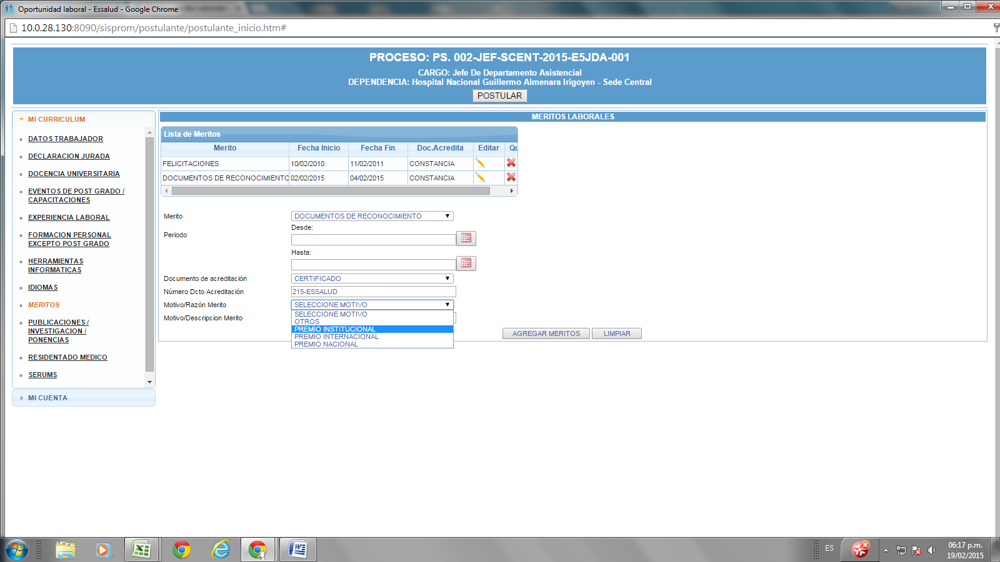 Oportunidad laboral - Essalud - Google Chrome
10.0.28.130:8090/sisprom/postulante/postulante_inicio.htm#
PROCESO: PS. 002-JEF-SCENT-2015-E5JDA-001
CARGO: Jefe De Departamento Asistencial
DEPENDENCIA: Hospital Nacional Guillermo Almenara Irigoyen - Sede Central
POSTULAR
MI CURRICULUM
DATOS TRABAJADOR
DECLARACION JURADA
DOCENCIA UNIVERSITARIA
EVENTOS DE POST GRADO /
CAPACITACIONES
EXPERIENCIA LABORAL
FORMACION PERSONAL
EXCEPTO POST GRADO
HERRAMIENTAS
INFORMATICAS
IDIOMAS
MERITOS
PUBLICACIONES /
INVESTIGACION /
PONENCIAS
RESIDENTADO MEDICO
SERUMS
MI CUENTA
MERITOS LABORALES
Lista de Meritos
Merito Fecha Inicio Fecha Fin Doc.Acredita Editar Qu
FELICITACIONES 10/02/2010 11/02/2011 CONSTANCIA
DOCUMENTOS DE RECONOCIMIENTO 02/02/2015 04/02/2015 CONSTANCIA
Merito DOCUMENTOS DE RECONOCIMIENTO
Desde:
Periodo
Hasta:
Documento de acreditación CERTIFICADO
Número Dcto Acreditación 215-ESSALUD
Motivo/Razón Merito SELECCIONE MOTIVO
SELECCIONE MOTIVO
Motivo/Descripcion Merito OTROS
PREMIO INSTITUCIONAL
PREMIO INTERNACIONAL
PREMIO NACIONAL
AGREGAR MERITOS LIMPIAR
ES
06:17 p.m.
19/02/2015